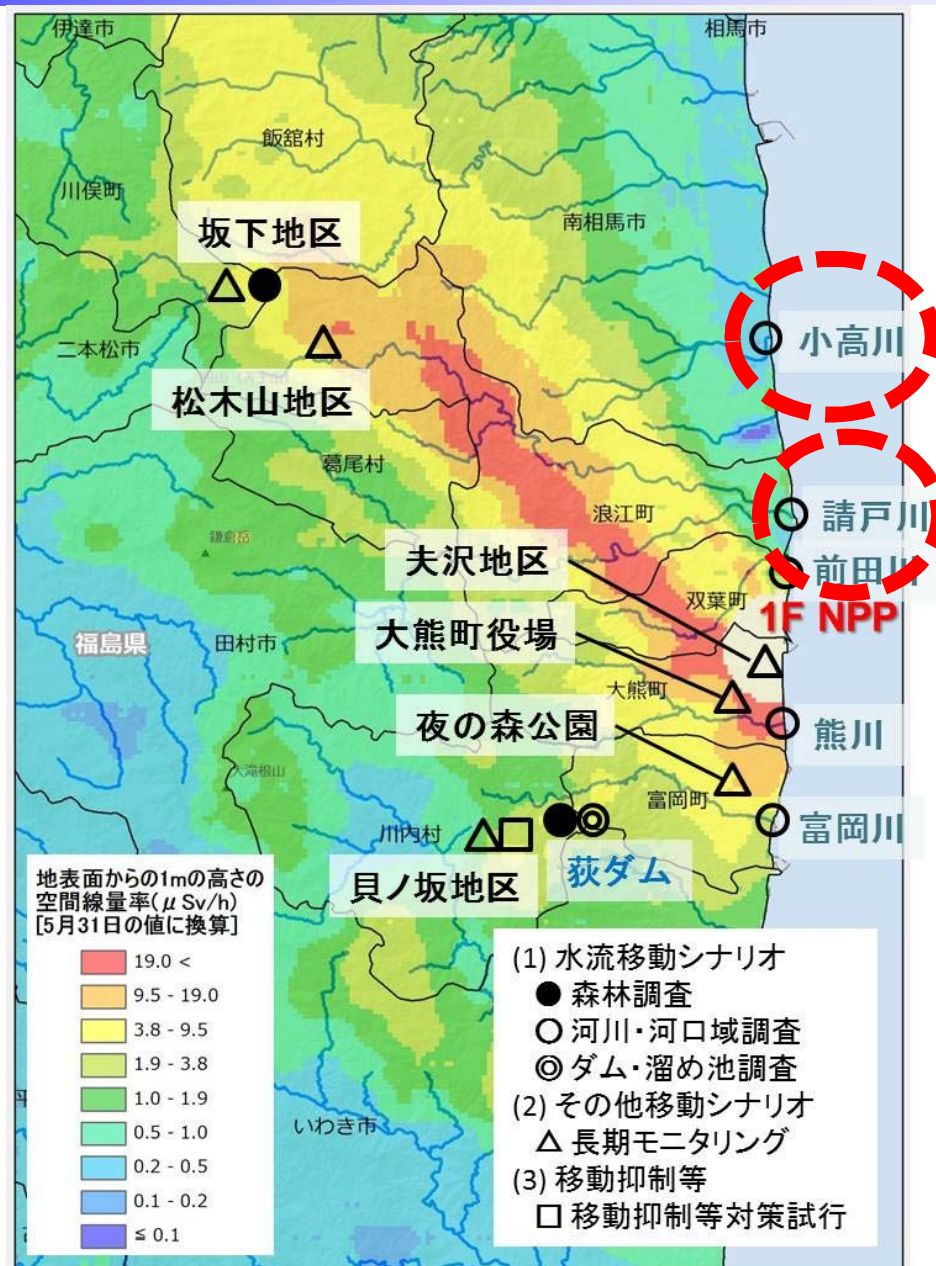 伊達市
相馬市
飯舘村
川俣町
南相馬市
坂下地区
二本松市
小高川
松木山地区
葛尾村
浪江町
請戸川
鎌倉岳
夫沢地区
前田川
双葉町
1F NPP
福島県
田村市
大熊町役場
大熊町
夜の森公園
熊川
大滝根山
富岡町
川内村
富岡川
貝ノ坂地区
荻ダム
地表面からの1mの高さの
空間線量率(μSv/h)
[5月31日の値に換算]
19.0 <
9.5 - 19.0
3.8 - 9.5
1.9 - 3.8
1.0 - 1.9
0.5 - 1.0
0.2 - 0.5
0.1 - 0.2
≤ 0.1
(1) 水流移動シナリオ
● 森林調査
○ 河川・河口域調査
◎ ダム・溜め池調査
(2) その他移動シナリオ
△ 長期モニタリング
(3) 移動抑制等
□ 移動抑制等対策試行
いわき市